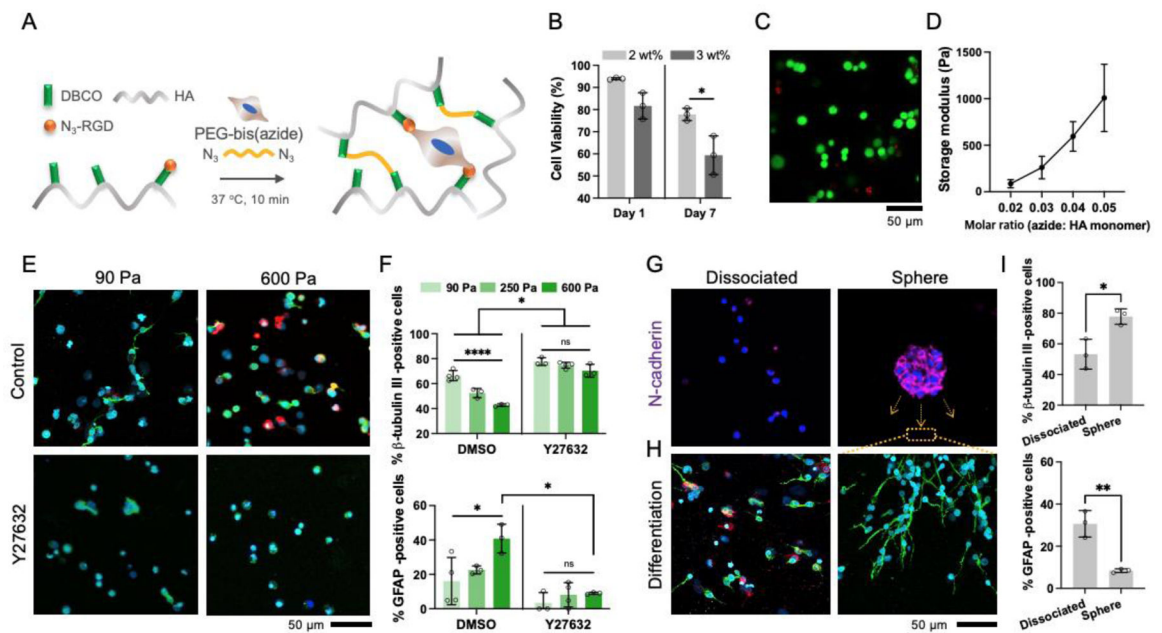 A
DBCO
HA
N₃-RGD
PEG-bis(azide)
N₃
N₃
37 °C, 10 min
B
2 wt%
3 wt%
Cell Viability (%)
100
90
80
70
60
50
40
*
Day 1
Day 7
C
50 µm
D
Storage modulus (Pa)
1500
1000
500
0
0.02
0.03
0.04
0.05
Molar ratio (azide: HA monomer)
E
90 Pa
600 Pa
Control
Y27632
50 µm
F
90 Pa
250 Pa
600 Pa
% β-tubulin III -positive cells
100
80
60
40
20
*
****
ns
DMSO
Y27632
% GFAP -positive cells
60
40
20
0
*
*
ns
DMSO
Y27632
G
Dissociated
Sphere
N-cadherin
H
Differentiation
50 µm
I
% β-tubulin III -positive cells
100
80
60
40
20
*
Dissociated
Sphere
% GFAP -positive cells
60
40
20
0
**
Dissociated
Sphere